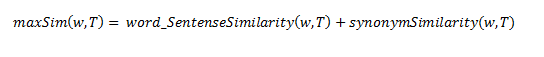 maxSim(w,T) = word_SentenseSimilarity(w,T) + synonymSimilarity(w,T)